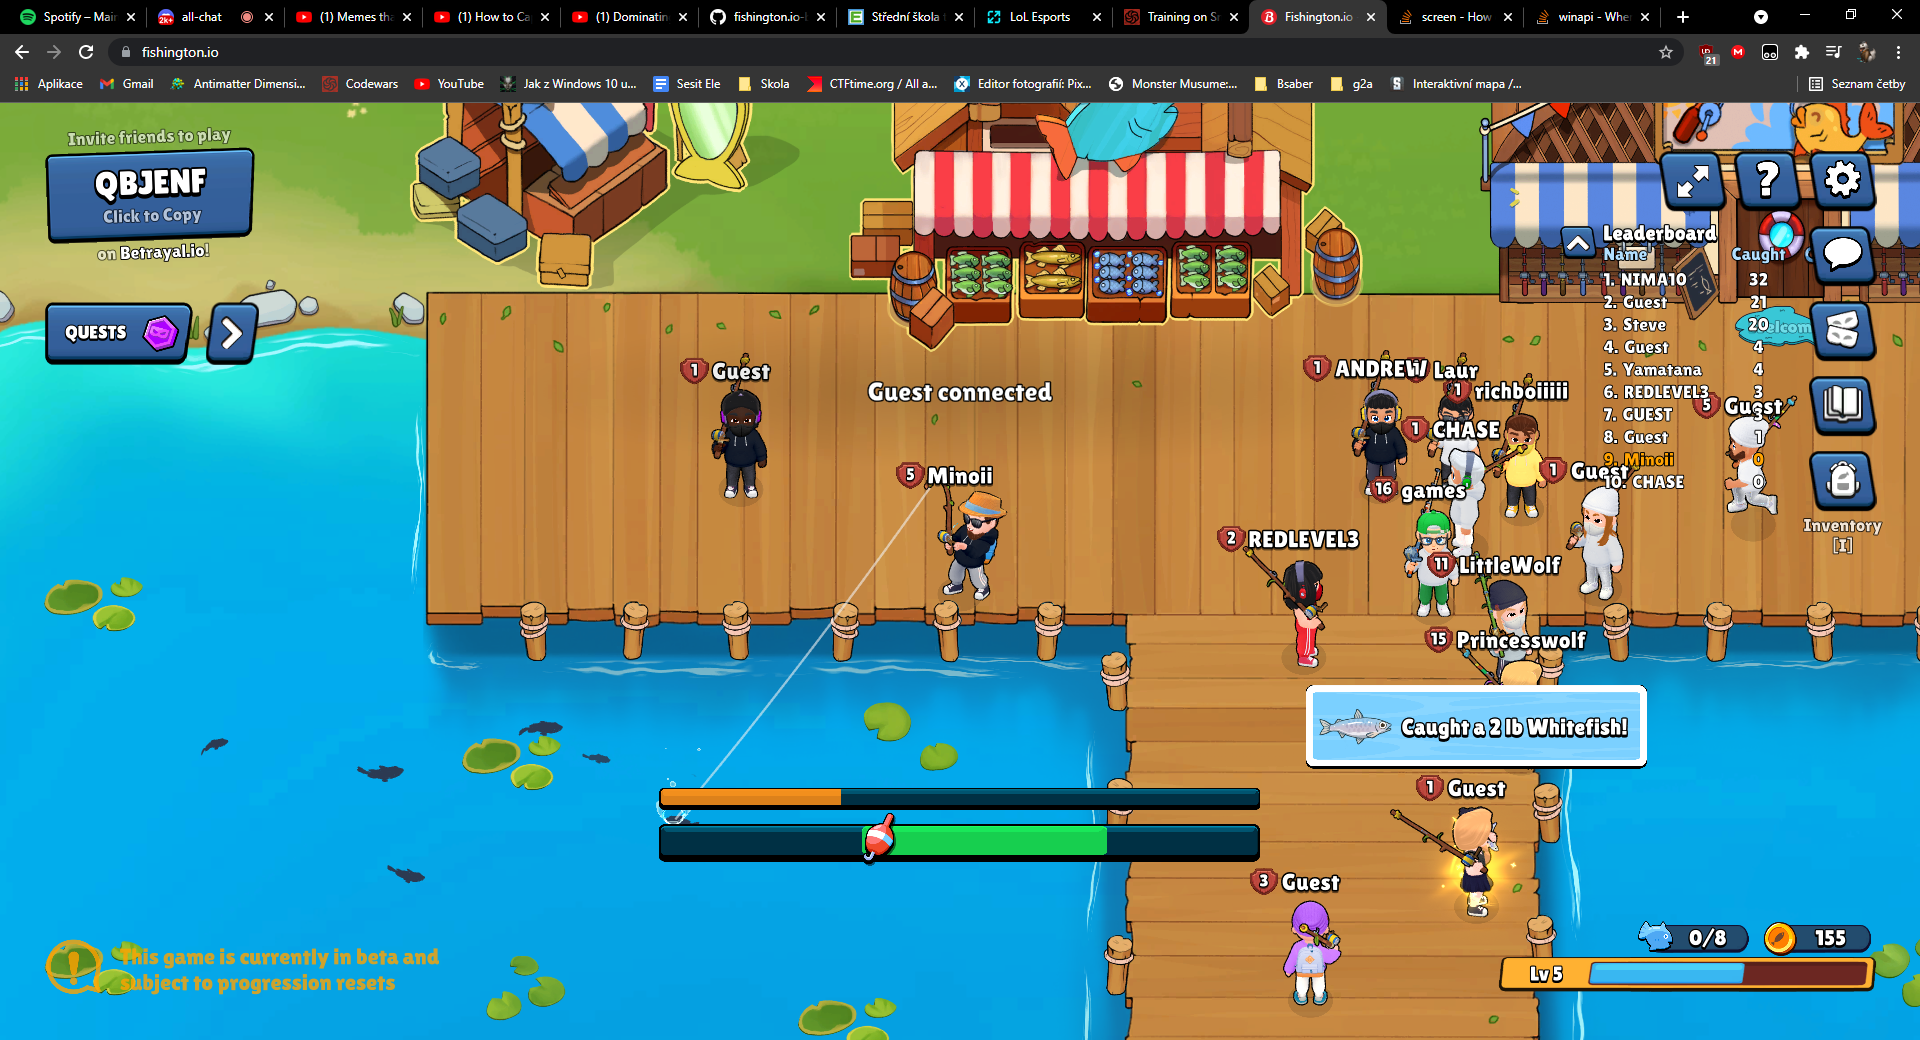 Spotify – Mai
all-chat
(1) Memes tha
(1) How to Ca
(1) Dominatin
fishington.io-
Střední škola
LoL Esports
Training on S
Fishington.io
screen - How
winapi - Whe
fishington.io
21
Aplikace
Gmail
Antimatter Dimensi...
Codewars
YouTube
Jak z Windows 10 u...
Sesit Ele
Skola
CTFtime.org / All a...
Editor fotografií: Pix...
Monster Musume:...
Bsaber
g2a
Interaktivní mapa /...
Seznam četby
Invite friends to play
QBJENF
Click to Copy
on Betrayal.io!
QUESTS
Leaderboard
Name Caught
1. NIMA10 32
2. Guest 21
3. Steve 20
4. Guest 4
5. Yamatana 4
6. REDLEVEL3 3
7. GUEST 3
8. Guest 1
9. Minoii 0
10. CHASE 0
elcom
Inventory
[I]
1 Guest
Guest connected
5 Minoii
1 ANDREW
1 Laur
1 richboiiiii
1 CHASE
5 Guest
1 Guest
16 games
2 REDLEVEL3
11 LittleWolf
15 Princesswolf
Caught a 2 lb Whitefish!
1 Guest
3 Guest
This game is currently in beta and
subject to progression resets
0/8
155
Lv 5